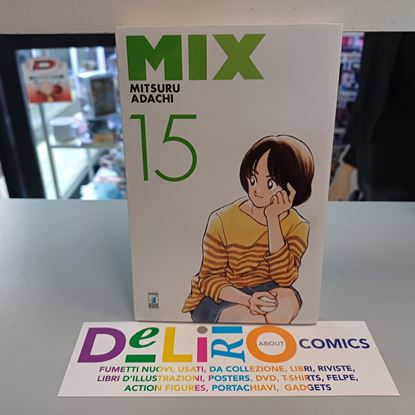 MIX
MITSURU
ADACHI
15
DeLiRiO ABOUT COMICS
FUMETTI NUOVI, USATI, DA COLLEZIONE, LIBRI, RIVISTE,
LIBRI D'ILLUSTRAZIONI, POSTERS, DVD, T-SHIRTS, FELPE,
ACTION FIGURES, PORTACHIAVI, GADGETS